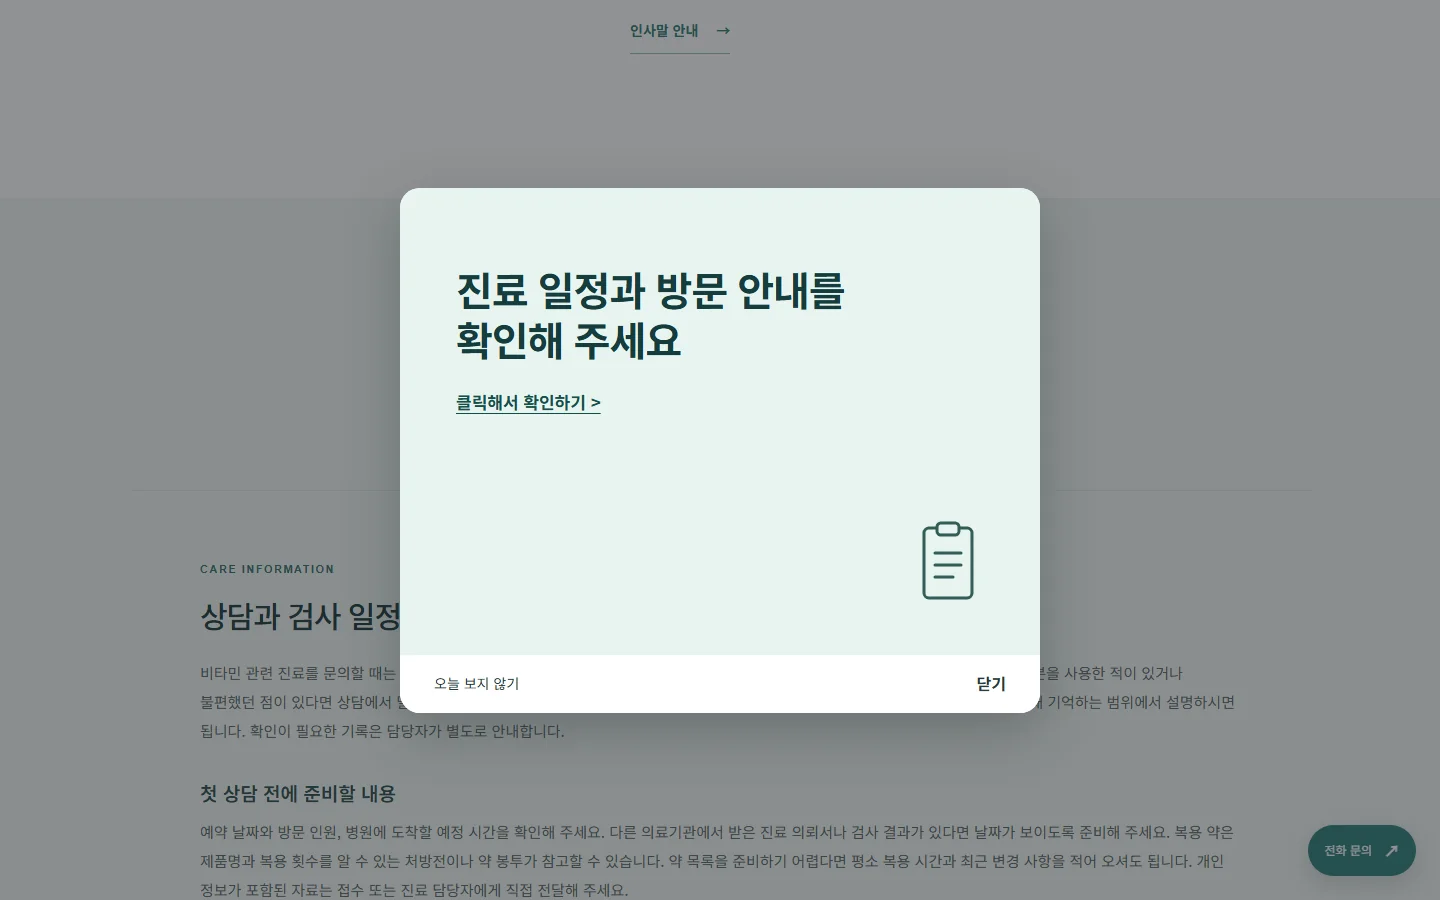 인사말 안내 →
진료 일정과 방문 안내를
확인해 주세요
클릭해서 확인하기 >
CARE INFORMATION
상담과 검사 일정
비타민 관련 진료를 문의할 때는 사용한 적이 있거나
불편했던 점이 있다면 상담에서 기억하는 범위에서 설명하시면
됩니다. 확인이 필요한 기록은 담당자가 별도로 안내합니다.
오늘 보지 않기
닫기
첫 상담 전에 준비할 내용
예약 날짜와 방문 인원, 병원에 도착할 예정 시간을 확인해 주세요. 다른 의료기관에서 받은 진료 의뢰서나 검사 결과가 있다면 날짜가 보이도록 준비해 주세요. 복용 약은
제품명과 복용 횟수를 알 수 있는 처방전이나 약 봉투가 참고할 수 있습니다. 약 목록을 준비하기 어렵다면 평소 복용 시간과 최근 변경 사항을 적어 오셔도 됩니다. 개인
정보가 포함된 자료는 접수 또는 진료 담당자에게 직접 전달해 주세요.
전화 문의